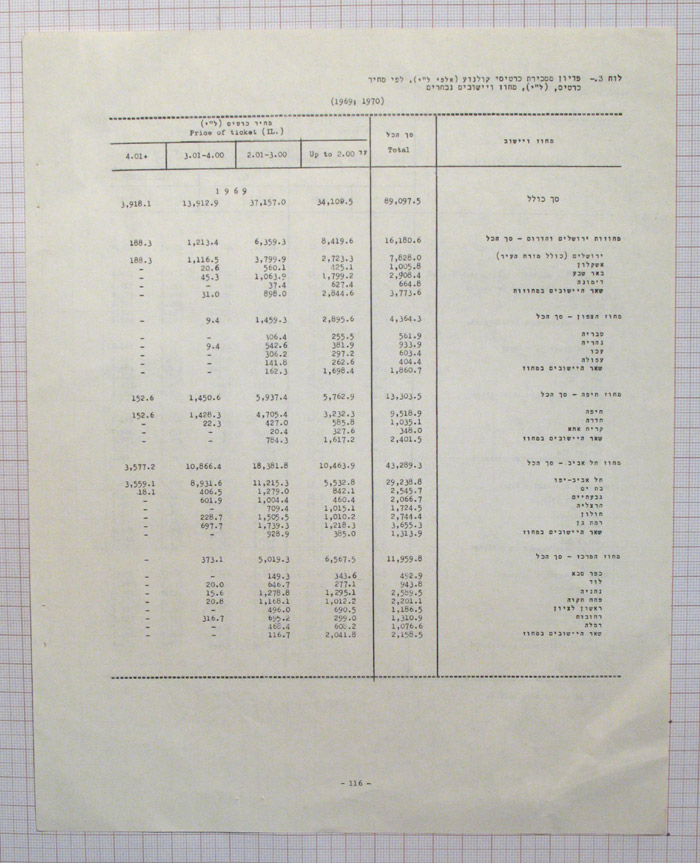 לוח 3.- פדיון ממכירת כרטיסי קולנוע (אלפי ל"י), לפי מחיר
כרטיס, (ל"י), מחוז ויישובים נבחרים
(1969; 1970)
מחיר כרטיס (ל"י)
Price of ticket (IL.)
סך הכל
Total
מחוז ויישוב
4.01+ 3.01-4.00 2.01-3.00 Up to 2.00 עד
1969
3,918.1 13,912.9 37,157.0 34,109.5 89,097.5 סך כולל
188.3 1,213.4 6,359.3 8,419.6 16,180.6 מחוזות ירושלים והדרום - סך הכל
188.3 1,116.5 3,799.9 2,723.3 7,828.0 ירושלים (כולל מזרח העיר)
- 20.6 560.1 425.1 1,005.8 אשקלון
- 45.3 1,063.9 1,799.2 2,908.4 באר שבע
- - 37.4 627.4 664.8 דימונה
- 31.0 898.0 2,844.6 3,773.6 שאר היישובים במחוזות
- 9.4 1,459.3 2,895.6 4,364.3 מחוז הצפון - סך הכל
- - 306.4 255.5 561.9 טבריה
- 9.4 542.6 381.9 933.9 נהריה
- - 306.2 297.2 603.4 עכו
- - 141.8 262.6 404.4 עפולה
- - 162.3 1,698.4 1,860.7 שאר היישובים במחוז
152.6 1,450.6 5,937.4 5,762.9 13,303.5 מחוז חיפה - סך הכל
152.6 1,428.3 4,705.4 3,232.3 9,518.9 חיפה
- 22.3 427.0 585.8 1,035.1 חדרה
- - 20.4 327.6 348.0 קרית אתא
- - 784.3 1,617.2 2,401.5 שאר היישובים במחוז
3,577.2 10,866.4 18,381.8 10,463.9 43,289.3 מחוז תל אביב - סך הכל
3,559.1 8,931.6 11,215.3 5,532.8 29,238.8 תל אביב-יפו
18.1 406.5 1,279.0 842.1 2,545.7 בת ים
- 601.9 1,004.4 460.4 2,066.7 גבעתיים
- - 709.4 1,015.1 1,724.5 הרצליה
- 228.7 1,505.5 1,010.2 2,744.4 חולון
- 697.7 1,739.3 1,218.3 3,655.3 רמת גן
- - 928.9 385.0 1,313.9 שאר היישובים במחוז
- 373.1 5,019.3 6,567.5 11,959.8 מחוז המרכז - סך הכל
- - 149.3 343.6 492.9 כפר סבא
- 20.0 646.7 277.1 943.8 לוד
- 15.6 1,278.8 1,295.1 2,589.5 נתניה
- 20.8 1,168.1 1,012.2 2,201.1 פתח תקוה
- - 496.0 690.5 1,186.5 ראשון לציון
- 316.7 695.2 299.0 1,310.9 רחובות
- - 468.4 608.2 1,076.6 רמלה
- - 116.7 2,041.8 2,158.5 שאר היישובים במחוז
- 116 -